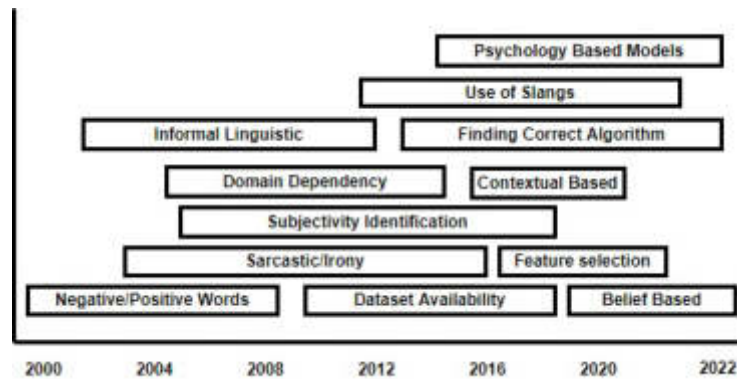 Psychology Based Models
Use of Slangs
Informal Linguistic Finding Correct Algorithm
Domain Dependency Contextual Based
Subjectivity Identification
Sarcastic/Irony Feature selection
Negative/Positive Words Dataset Availability Belief Based
2000 2004 2008 2012 2016 2020 2022